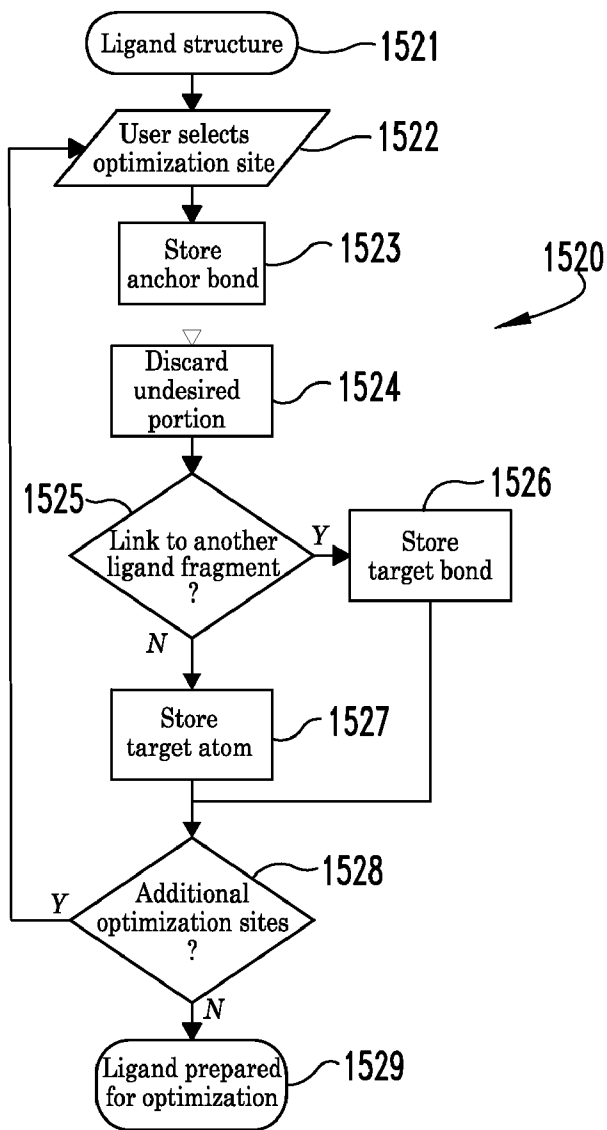 Ligand structure
1521
User selects
optimization site
1522
Store
anchor bond
1523
1520
Discard
undesired
portion
1524
1525
Link to another
ligand fragment
?
Y
N
1526
Store
target bond
Store
target atom
1527
1528
Additional
optimization sites
?
Y
N
Ligand prepared
for optimization
1529